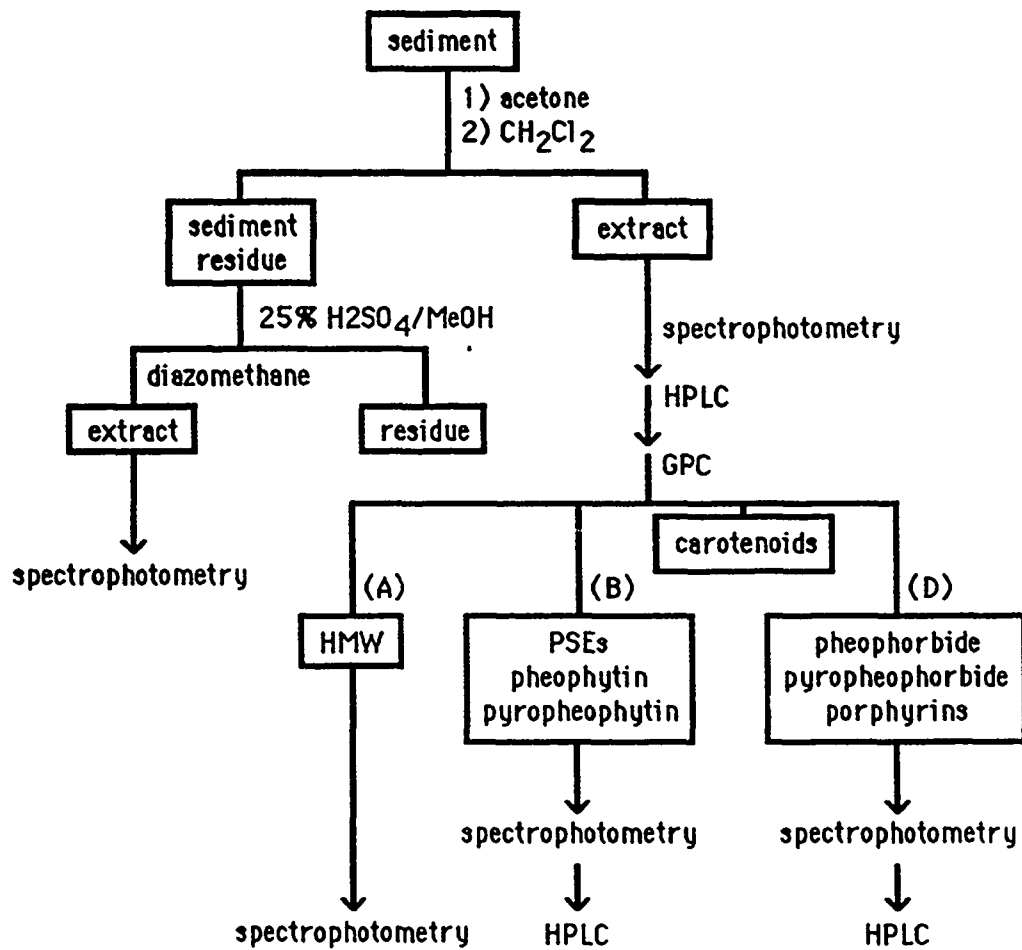 sediment
1) acetone
2) CH2Cl2
sediment
residue
extract
25% H2SO4/MeOH
diazomethane
extract
residue
spectrophotometry
spectrophotometry
HPLC
GPC
carotenoids
(A)
(B)
(D)
HMW
PSEs
pheophytin
pyropheophytin
pheophorbide
pyropheophorbide
porphyrins
spectrophotometry
spectrophotometry
spectrophotometry
HPLC
HPLC